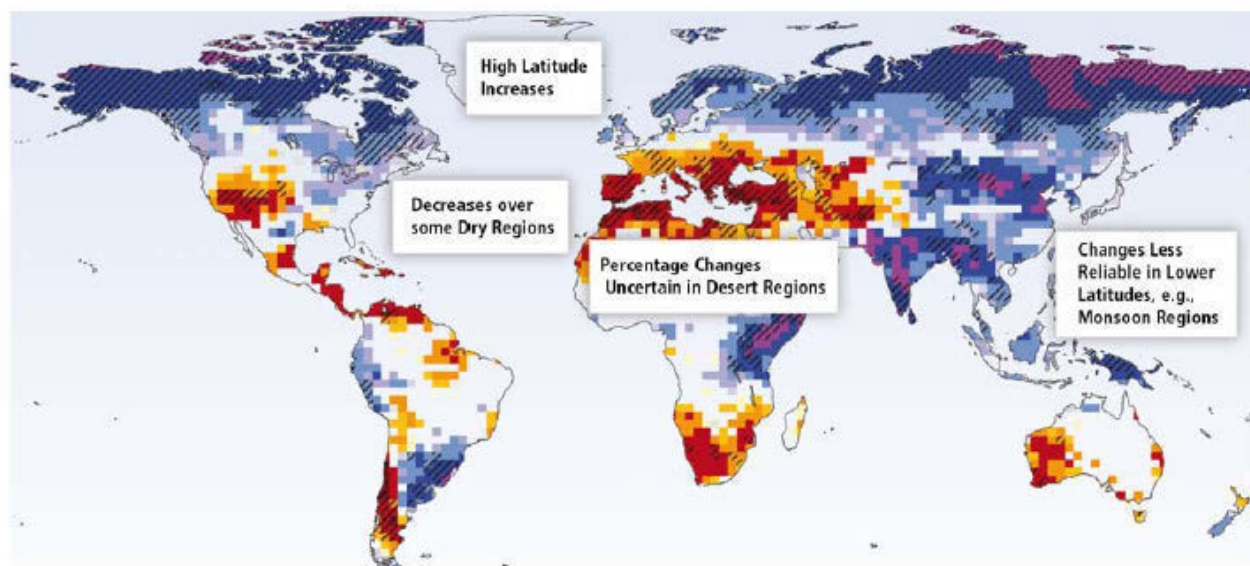 High Latitude
Increases
Decreases over
some Dry Regions
Percentage Changes
Uncertain in Desert Regions
Changes Less
Reliable in Lower
Latitudes, e.g.,
Monsoon Regions